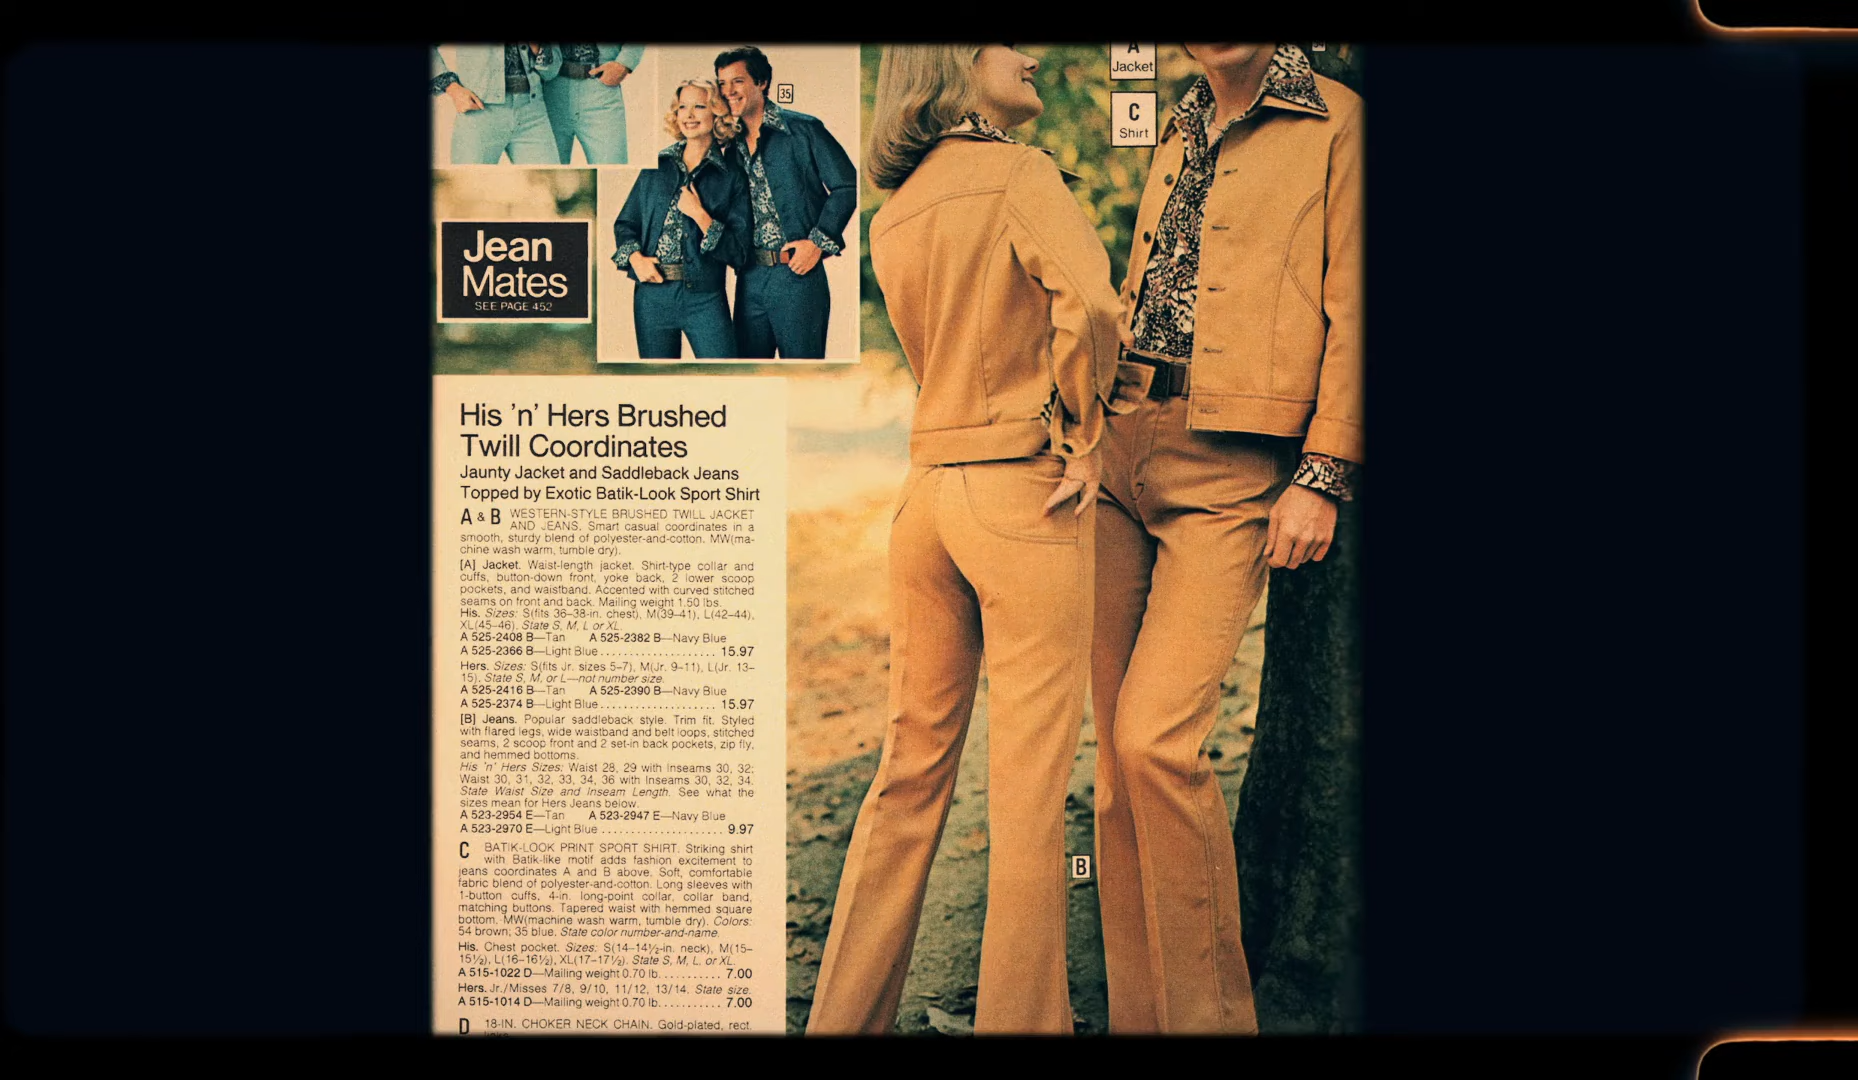 A
Jacket
C
Shirt
35
Jean
Mates
SEE PAGE 452
His 'n' Hers Brushed
Twill Coordinates
Jaunty Jacket and Saddleback Jeans
Topped by Exotic Batik-Look Sport Shirt
A & B WESTERN-STYLE BRUSHED TWILL JACKET
AND JEANS. Smart casual coordinates in a
smooth, sturdy blend of polyester-and-cotton. MW(ma-
chine wash warm, tumble dry).
[A] Jacket. Waist-length jacket. Shirt-type collar and
cuffs, button-down front, yoke back, 2 lower scoop
pockets, and waistband. Accented with curved stitched
seams on front and back. Mailing weight 1.50 lbs.
His. Sizes: S(fits 36–38-in. chest), M(39–41), L(42–44),
XL(45–46). State S, M, L or XL.
A 525-2408 B—Tan A 525-2382 B—Navy Blue
A 525-2366 B—Light Blue.................... 15.97
Hers. Sizes: S(fits Jr. sizes 5–7), M(Jr. 9–11), L(Jr. 13–
15). State S, M, or L—not number size.
A 525-2416 B—Tan A 525-2390 B—Navy Blue
A 525-2374 B—Light Blue.................... 15.97
[B] Jeans. Popular saddleback style. Trim fit. Styled
with flared legs, wide waistband and belt loops, stitched
seams, 2 scoop front and 2 set-in back pockets, zip fly,
and hemmed bottoms.
His 'n' Hers Sizes: Waist 28, 29 with Inseams 30, 32;
Waist 30, 31, 32, 33, 34, 36 with Inseams 30, 32, 34.
State Waist Size and Inseam Length. See what the
sizes mean for Hers Jeans below.
A 523-2954 E—Tan A 523-2947 E—Navy Blue
A 523-2970 E—Light Blue ..................... 9.97
C BATIK-LOOK PRINT SPORT SHIRT. Striking shirt
with Batik-like motif adds fashion excitement to
jeans coordinates A and B above. Soft, comfortable
fabric blend of polyester-and-cotton. Long sleeves with
1-button cuffs, 4-in. long-point collar, collar band,
matching buttons. Tapered waist with hemmed square
bottom. MW(machine wash warm, tumble dry). Colors:
54 brown; 35 blue. State color number-and-name.
His. Chest pocket. Sizes: S(14–14½-in. neck), M(15–
15½), L(16–16½), XL(17–17½). State S, M, L, or XL.
A 515-1022 D—Mailing weight 0.70 lb. .......... 7.00
Hers. Jr./Misses 7/8, 9/10, 11/12, 13/14. State size.
A 515-1014 D—Mailing weight 0.70 lb. .......... 7.00
D 18-IN. CHOKER NECK CHAIN. Gold-plated, rect.
B